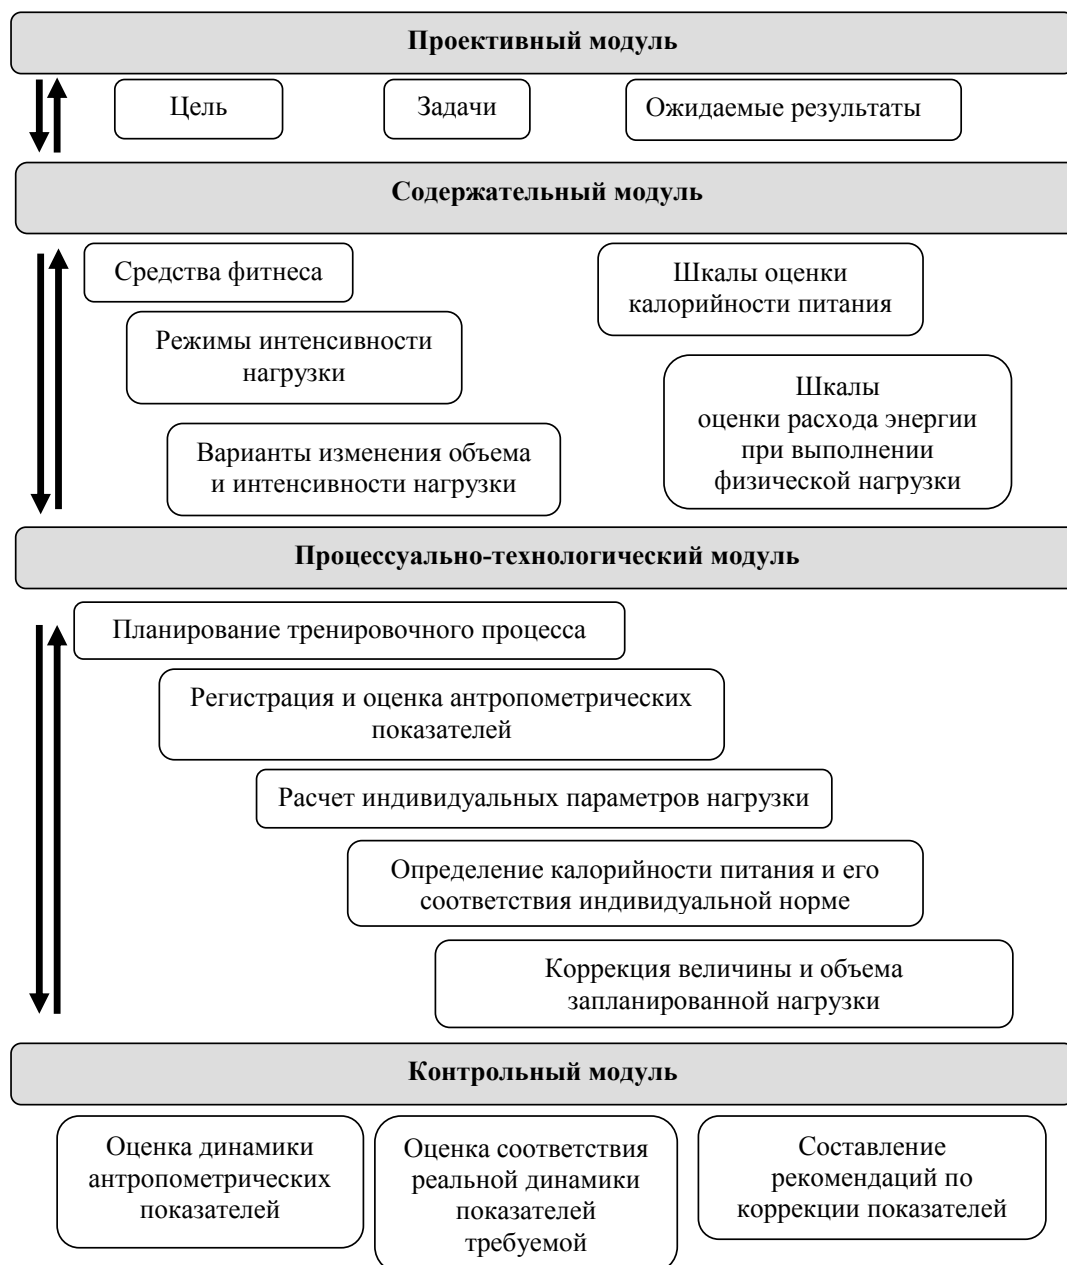 Проективный модуль
Цель
Задачи
Ожидаемые результаты
Содержательный модуль
Средства фитнеса
Режимы интенсивности
нагрузки
Варианты изменения объема
и интенсивности нагрузки
Шкалы оценки
калорийности питания
Шкалы
оценки расхода энергии
при выполнении
физической нагрузки
Процессуально-технологический модуль
Планирование тренировочного процесса
Регистрация и оценка антропометрических
показателей
Расчет индивидуальных параметров нагрузки
Определение калорийности питания и его
соответствия индивидуальной норме
Коррекция величины и объема
запланированной нагрузки
Контрольный модуль
Оценка динамики
антропометрических
показателей
Оценка соответствия
реальной динамики
показателей
требуемой
Составление
рекомендаций по
коррекции показателей